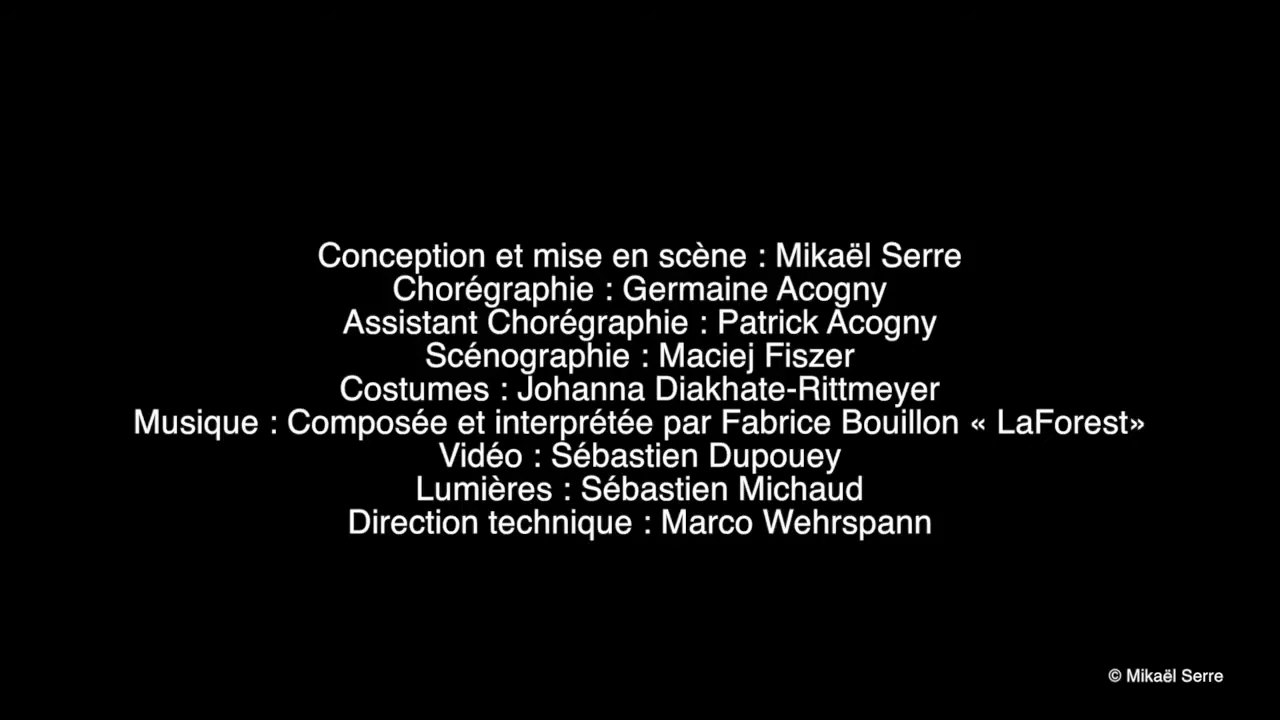 Conception et mise en scène : Mikaël Serre
Chorégraphie : Germaine Acogny
Assistant Chorégraphie : Patrick Acogny
Scénographie : Maciej Fiszer
Costumes : Johanna Diakhate-Rittmeyer
Musique : Composée et interprétée par Fabrice Bouillon « LaForest»
Vidéo : Sébastien Dupouey
Lumières : Sébastien Michaud
Direction technique : Marco Wehrspann
© Mikaël Serre